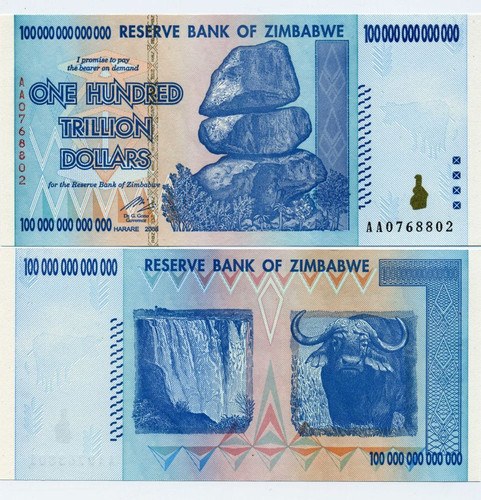 100 000 000 000 000 RESERVE BANK OF ZIMBABWE 100 000 000 000 000
I promise to pay
the bearer on demand
ONE HUNDRED
TRILLION
DOLLARS
for the Reserve Bank of Zimbabwe
Dr. G. Gono
Governor
100 000 000 000 000 HARARE 2008
AA0768802
AA0768802
100 000 000 000 000 RESERVE BANK OF ZIMBABWE
100 000 000 000 000